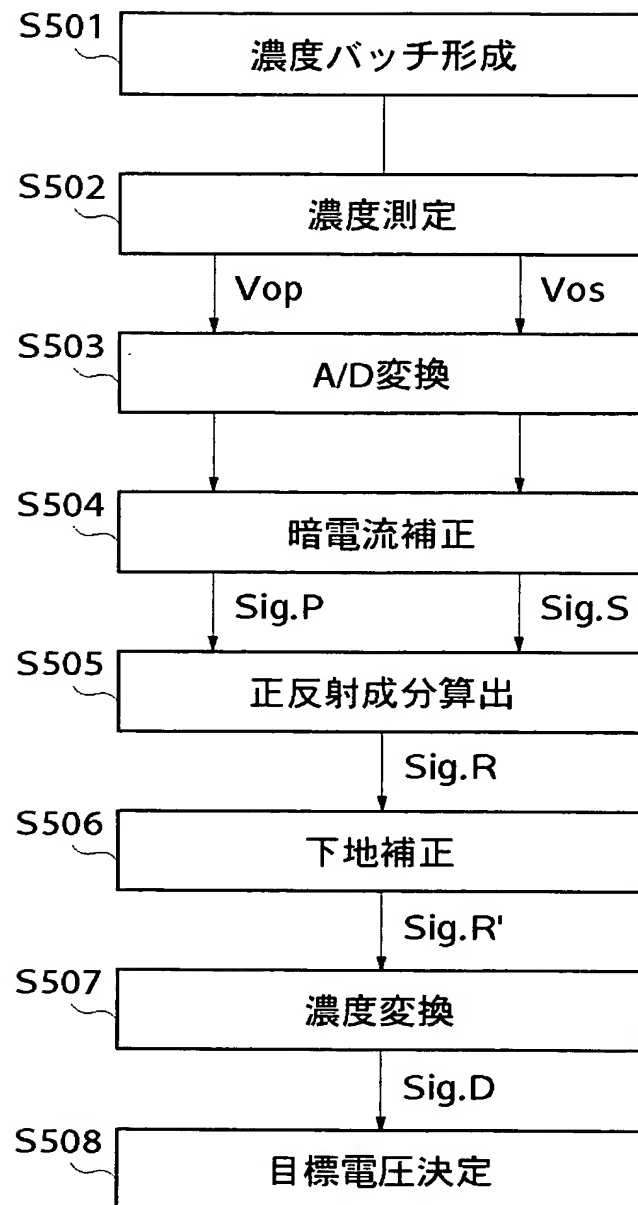 S501
濃度バッチ形成
S502
濃度測定
Vop Vos
S503
A/D変換
S504
暗電流補正
Sig.P Sig.S
S505
正反射成分算出
Sig.R
S506
下地補正
Sig.R'
S507
濃度変換
Sig.D
S508
目標電圧決定